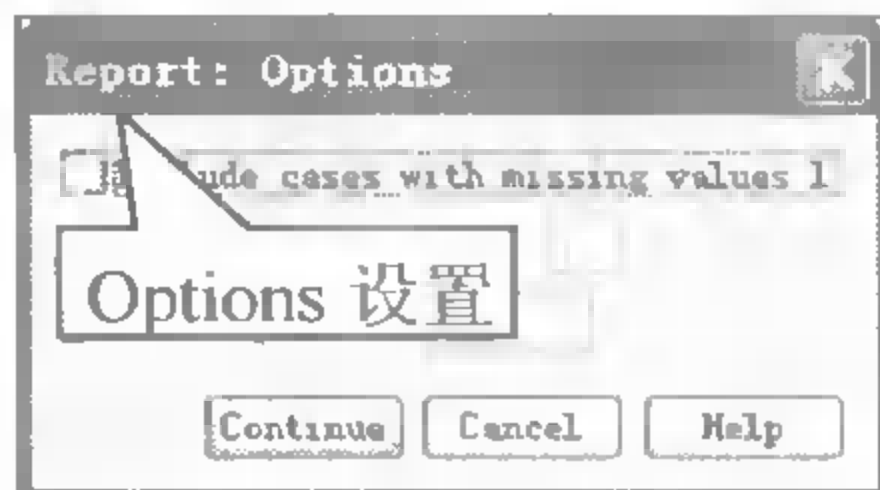 Report: Options
ude cases with missing values l
Options 设置
Continue Cancel Help